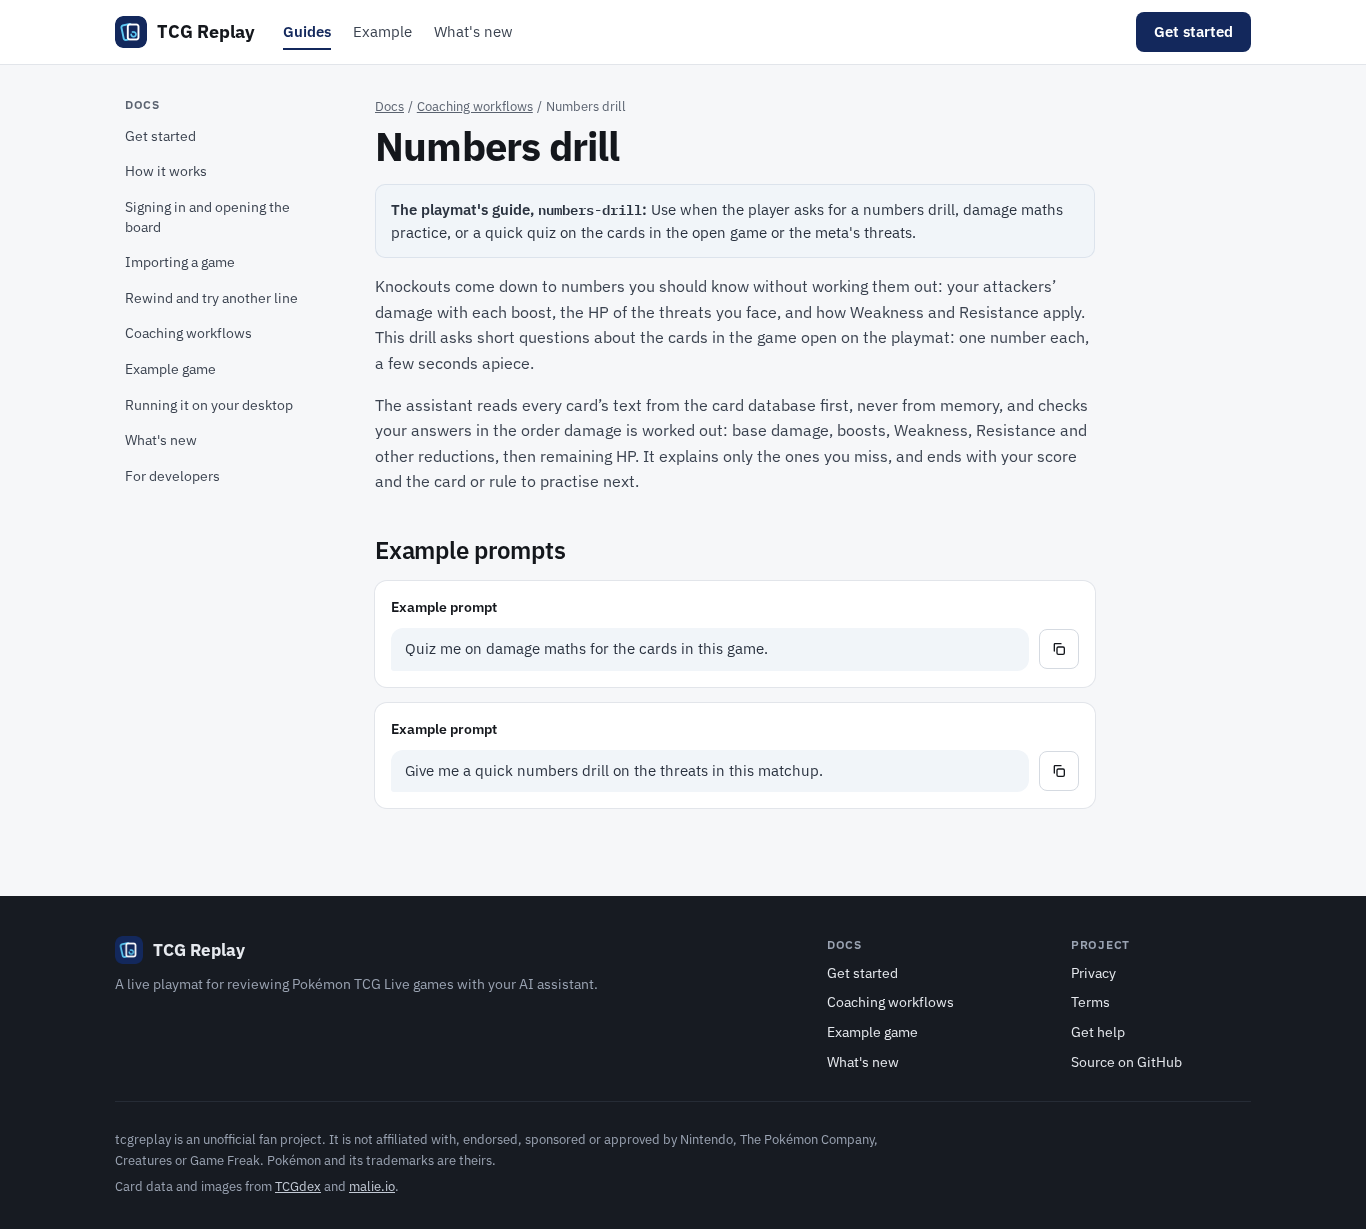 TCG Replay
Guides
Example
What's new
Get started
DOCS
Get started
How it works
Signing in and opening the
board
Importing a game
Rewind and try another line
Coaching workflows
Example game
Running it on your desktop
What's new
For developers
Docs / Coaching workflows / Numbers drill
Numbers drill
The playmat's guide, numbers-drill: Use when the player asks for a numbers drill, damage maths
practice, or a quick quiz on the cards in the open game or the meta's threats.
Knockouts come down to numbers you should know without working them out: your attackers’
damage with each boost, the HP of the threats you face, and how Weakness and Resistance apply.
This drill asks short questions about the cards in the game open on the playmat: one number each,
a few seconds apiece.
The assistant reads every card’s text from the card database first, never from memory, and checks
your answers in the order damage is worked out: base damage, boosts, Weakness, Resistance and
other reductions, then remaining HP. It explains only the ones you miss, and ends with your score
and the card or rule to practise next.
Example prompts
Example prompt
Quiz me on damage maths for the cards in this game.
Example prompt
Give me a quick numbers drill on the threats in this matchup.
TCG Replay
A live playmat for reviewing Pokémon TCG Live games with your AI assistant.
DOCS
Get started
Coaching workflows
Example game
What's new
PROJECT
Privacy
Terms
Get help
Source on GitHub
tcgreplay is an unofficial fan project. It is not affiliated with, endorsed, sponsored or approved by Nintendo, The Pokémon Company,
Creatures or Game Freak. Pokémon and its trademarks are theirs.
Card data and images from TCGdex and malie.io.